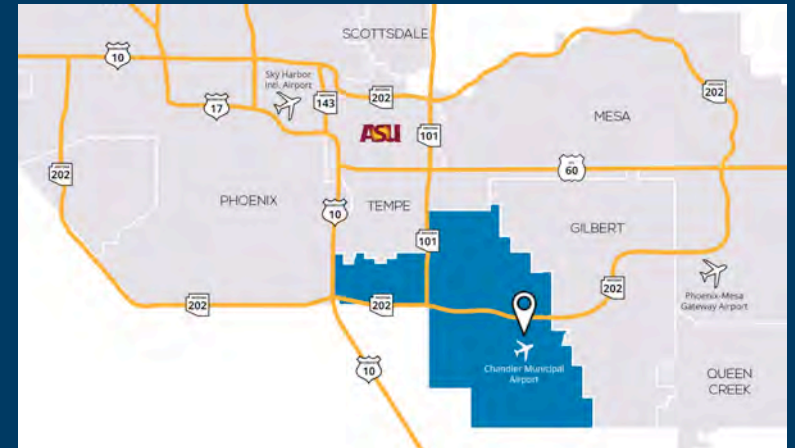 SCOTTSDALE
10
Sky Harbor
Intl. Airport
202
17
143
202
ASU
101
MESA
202
60
PHOENIX
10
TEMPE
101
GILBERT
202
Phoenix-Mesa
Gateway Airport
202
202
10
Chandler Municipal
Airport
QUEEN
CREEK